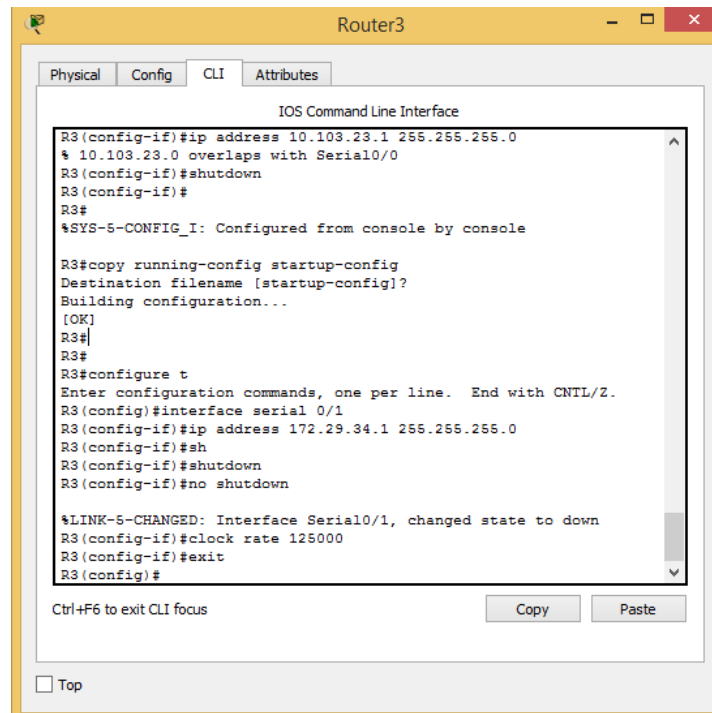 Router3
Physical Config CLI Attributes
IOS Command Line Interface
R3(config-if)#ip address 10.103.23.1 255.255.255.0
% 10.103.23.0 overlaps with Serial0/0
R3(config-if)#shutdown
R3(config-if)#
R3#
%SYS-5-CONFIG_I: Configured from console by console
R3#copy running-config startup-config
Destination filename [startup-config]?
Building configuration...
[OK]
R3#
R3#
R3#configure t
Enter configuration commands, one per line.  End with CNTL/Z.
R3(config)#interface serial 0/1
R3(config-if)#ip address 172.29.34.1 255.255.255.0
R3(config-if)#sh
R3(config-if)#shutdown
R3(config-if)#no shutdown
%LINK-5-CHANGED: Interface Serial0/1, changed state to down
R3(config-if)#clock rate 125000
R3(config-if)#exit
R3(config)#
Ctrl+F6 to exit CLI focus Copy Paste
Top